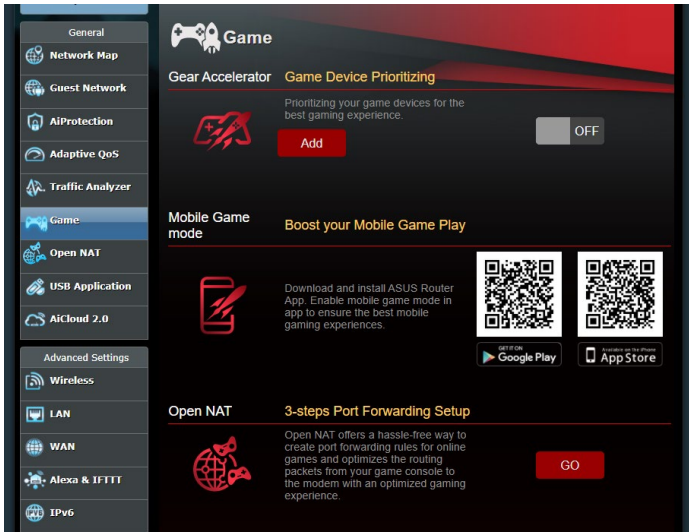 General
Network Map
Guest Network
AiProtection
Adaptive QoS
Traffic Analyzer
Game
Open NAT
USB Application
AiCloud 2.0
Advanced Settings
Wireless
LAN
WAN
Alexa & IFTTT
IPv6
Game
Gear Accelerator
Game Device Prioritizing
Prioritizing your game devices for the
best gaming experience.
Add
OFF
Mobile Game
mode
Boost your Mobile Game Play
Download and install ASUS Router
App. Enable mobile game mode in
app to ensure the best mobile
gaming experiences.
GET IT ON
Google Play
Available on the iPhone
App Store
Open NAT
3-steps Port Forwarding Setup
Open NAT offers a hassle-free way to
create port forwarding rules for online
games and optimizes the routing
packets from your game console to
the modem with an optimized gaming
experience.
GO